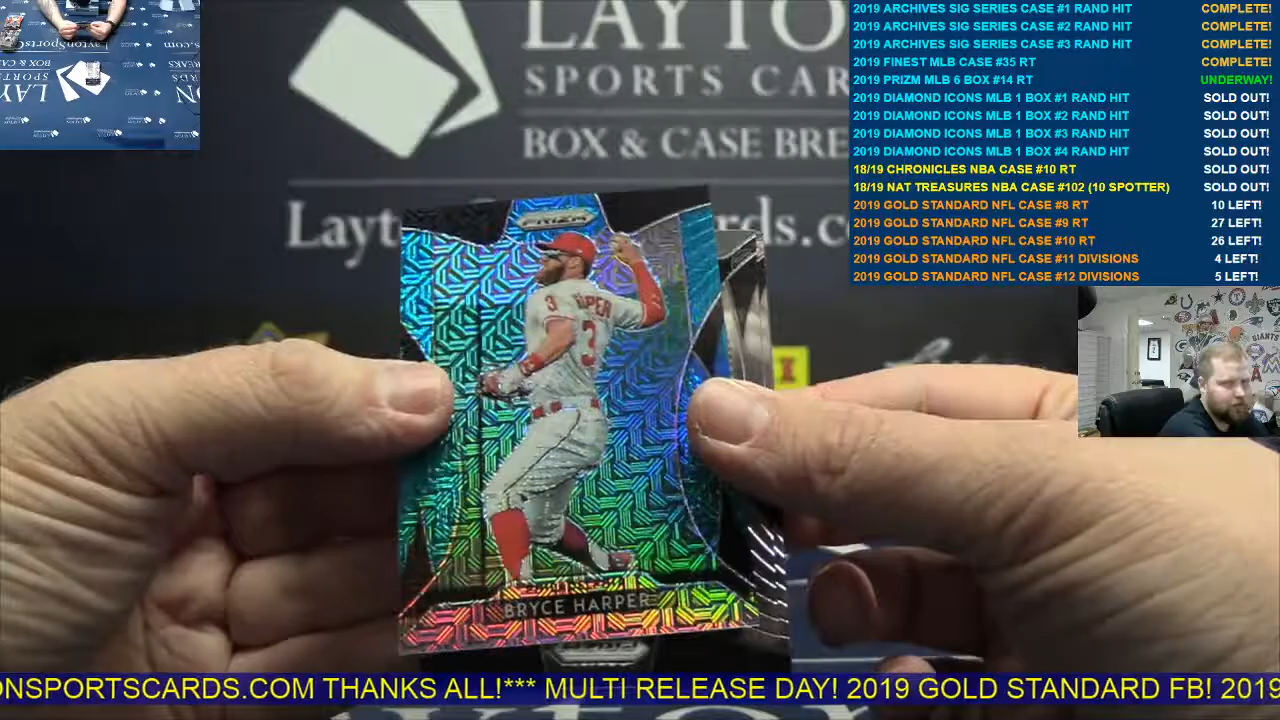 LAYTON
SPORTS CAR
BOX & CASE BRE
Layto
ds.com
PRIZM
3
3
BRYCE HARPER
2019 ARCHIVES SIG SERIES CASE #1 RAND HIT COMPLETE!
2019 ARCHIVES SIG SERIES CASE #2 RAND HIT COMPLETE!
2019 ARCHIVES SIG SERIES CASE #3 RAND HIT COMPLETE!
2019 FINEST MLB CASE #35 RT COMPLETE!
2019 PRIZM MLB 6 BOX #14 RT UNDERWAY!
2019 DIAMOND ICONS MLB 1 BOX #1 RAND HIT SOLD OUT!
2019 DIAMOND ICONS MLB 1 BOX #2 RAND HIT SOLD OUT!
2019 DIAMOND ICONS MLB 1 BOX #3 RAND HIT SOLD OUT!
2019 DIAMOND ICONS MLB 1 BOX #4 RAND HIT SOLD OUT!
18/19 CHRONICLES NBA CASE #10 RT SOLD OUT!
18/19 NAT TREASURES NBA CASE #102 (10 SPOTTER) SOLD OUT!
2019 GOLD STANDARD NFL CASE #8 RT 10 LEFT!
2019 GOLD STANDARD NFL CASE #9 RT 27 LEFT!
2019 GOLD STANDARD NFL CASE #10 RT 26 LEFT!
2019 GOLD STANDARD NFL CASE #11 DIVISIONS 4 LEFT!
2019 GOLD STANDARD NFL CASE #12 DIVISIONS 5 LEFT!
ONSPORTSCARDS.COM THANKS ALL!*** MULTI RELEASE DAY! 2019 GOLD STANDARD FB! 2019